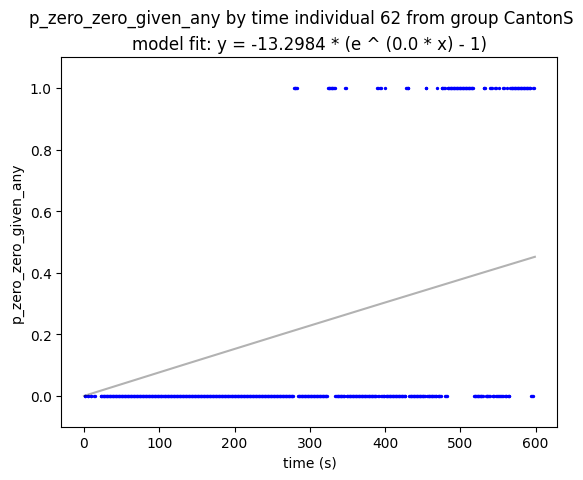 p_zero_zero_given_any by time individual 62 from group CantonS
model fit: y = -13.2984 * (e ^ (0.0 * x) - 1)
p_zero_zero_given_any
1.0
0.8
0.6
0.4
0.2
0.0
0 100 200 300 400 500 600
time (s)